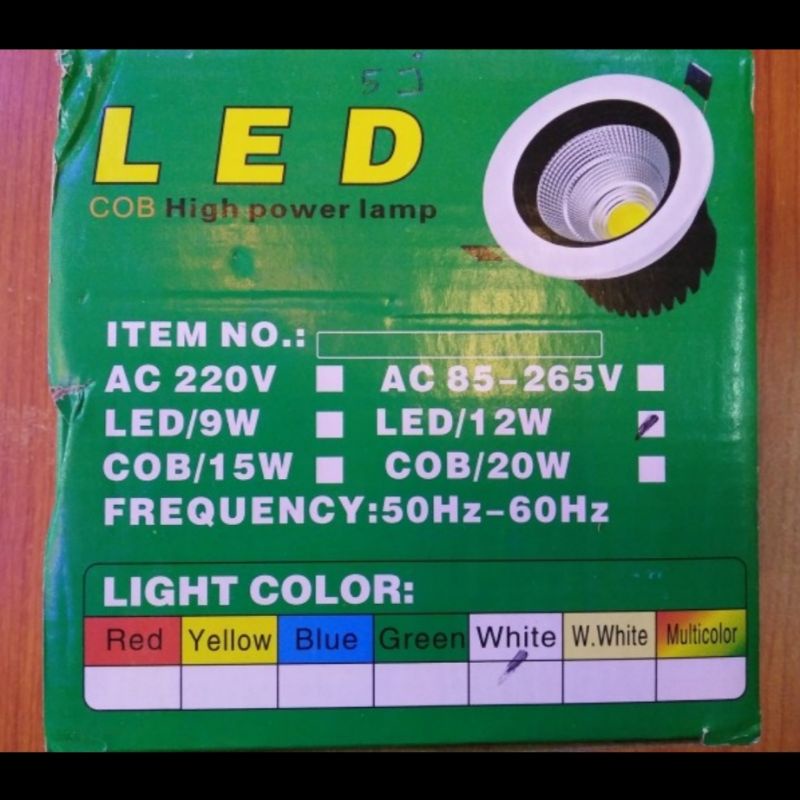 LED
COB High power lamp
ITEM NO.:
AC 220V AC 85-265V
LED/9W LED/12W
COB/15W COB/20W
FREQUENCY:50Hz-60Hz
LIGHT COLOR:
Red Yellow Blue Green White W.White Multicolor